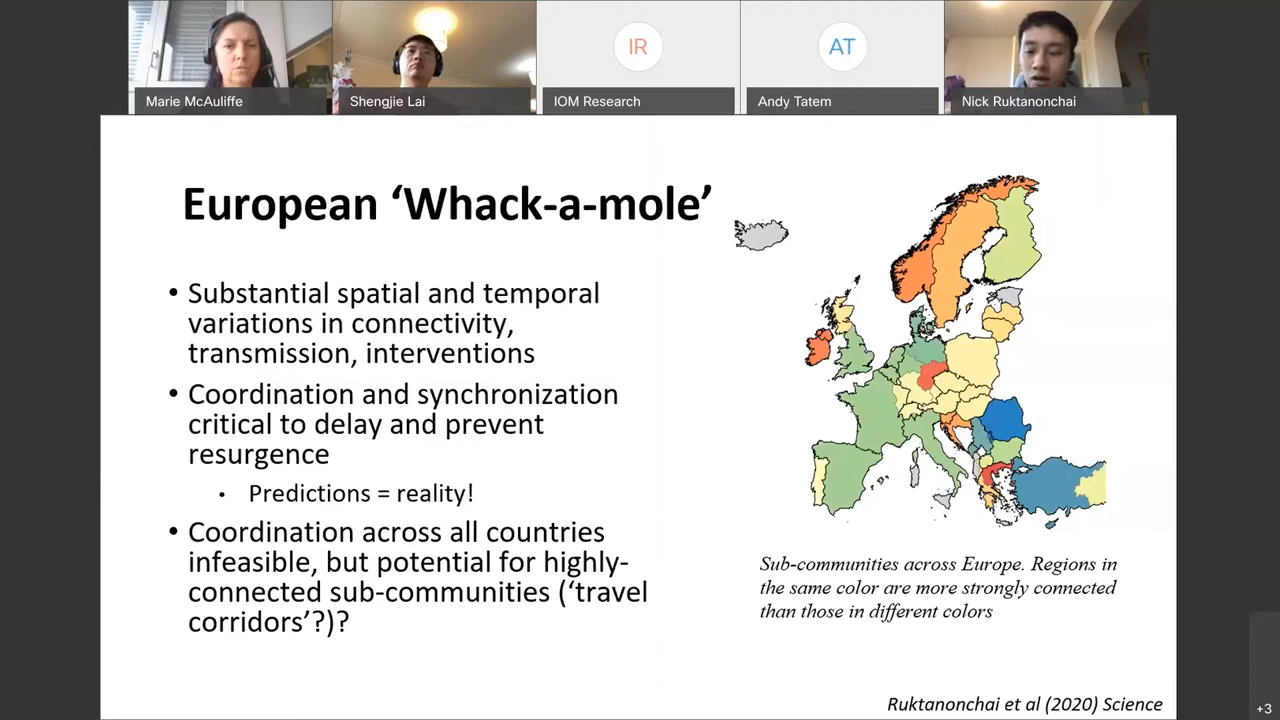 IR
AT
Marie McAuliffe
Shengjie Lai
IOM Research
Andy Tatem
Nick Ruktanonchai
European ‘Whack-a-mole’
• Substantial spatial and temporal
variations in connectivity,
transmission, interventions
• Coordination and synchronization
critical to delay and prevent
resurgence
• Predictions = reality!
• Coordination across all countries
infeasible, but potential for highly-
connected sub-communities (‘travel
corridors’?)?
Sub-communities across Europe. Regions in
the same color are more strongly connected
than those in different colors
Ruktanonchai et al (2020) Science
+3